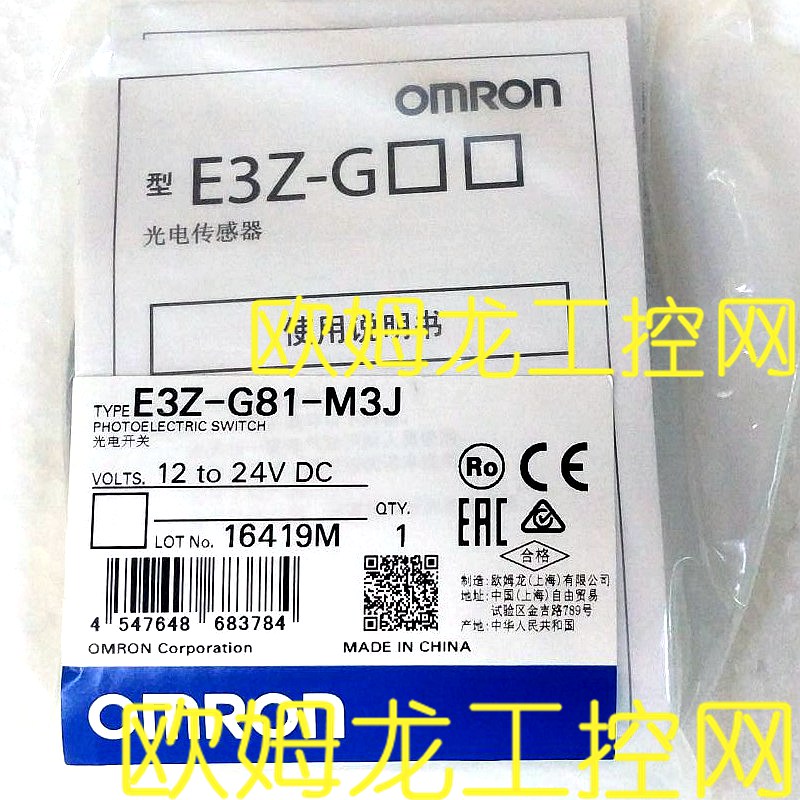 OMRON
型 E3Z-G□□
光电传感器
使用说明书
欧姆龙工控网
TYPE E3Z-G81-M3J
PHOTOELECTRIC SWITCH
光电开关
VOLTS. 12 to 24V DC
QTY.
LOT No. 16419M 1
Ro CE
EAC
合格
制造: 欧姆龙(上海)有限公司
地址: 中国(上海)自由贸易
试验区金吉路789号
产地: 中华人民共和国
4 547648 683784
OMRON Corporation MADE IN CHINA
OMRON
欧姆龙工控网